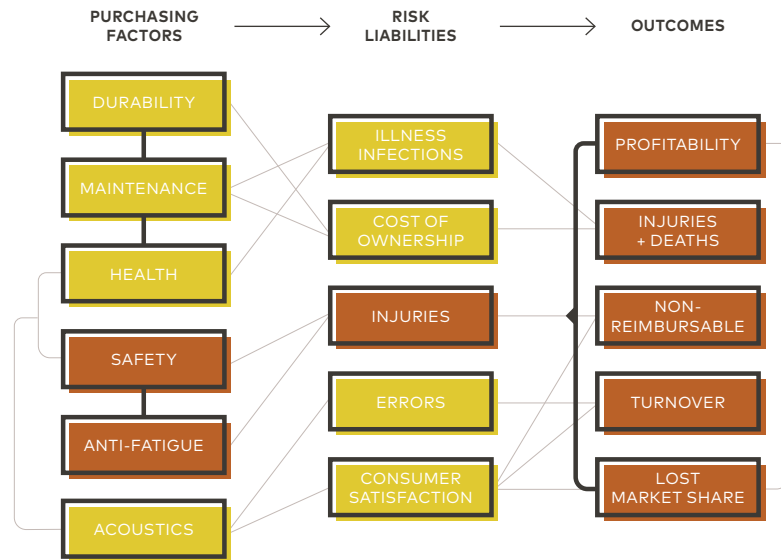 PURCHASING
FACTORS
RISK
LIABILITIES
OUTCOMES
DURABILITY
MAINTENANCE
HEALTH
SAFETY
ANTI-FATIGUE
ACOUSTICS
ILLNESS
INFECTIONS
COST OF
OWNERSHIP
INJURIES
ERRORS
CONSUMER
SATISFACTION
PROFITABILITY
INJURIES
+ DEATHS
NON-
REIMBURSABLE
TURNOVER
LOST
MARKET SHARE